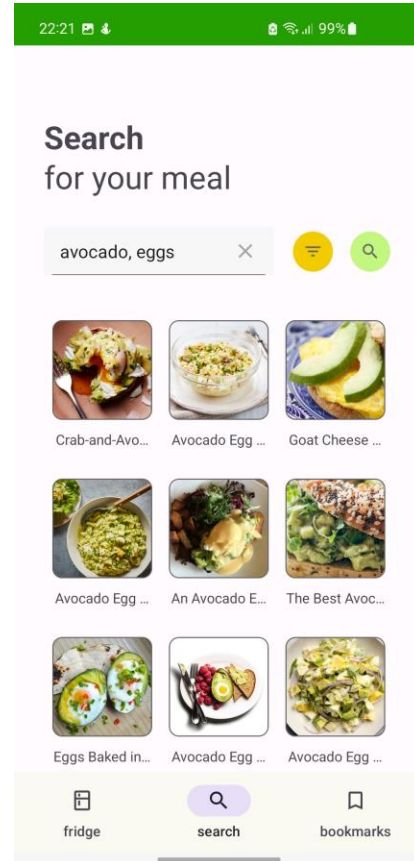 22:21 99%
Search
for your meal
avocado, eggs
Crab-and-Avo... Avocado Egg ... Goat Cheese ...
Avocado Egg ... An Avocado E... The Best Avoc...
Eggs Baked in... Avocado Egg ... Avocado Egg ...
fridge search bookmarks